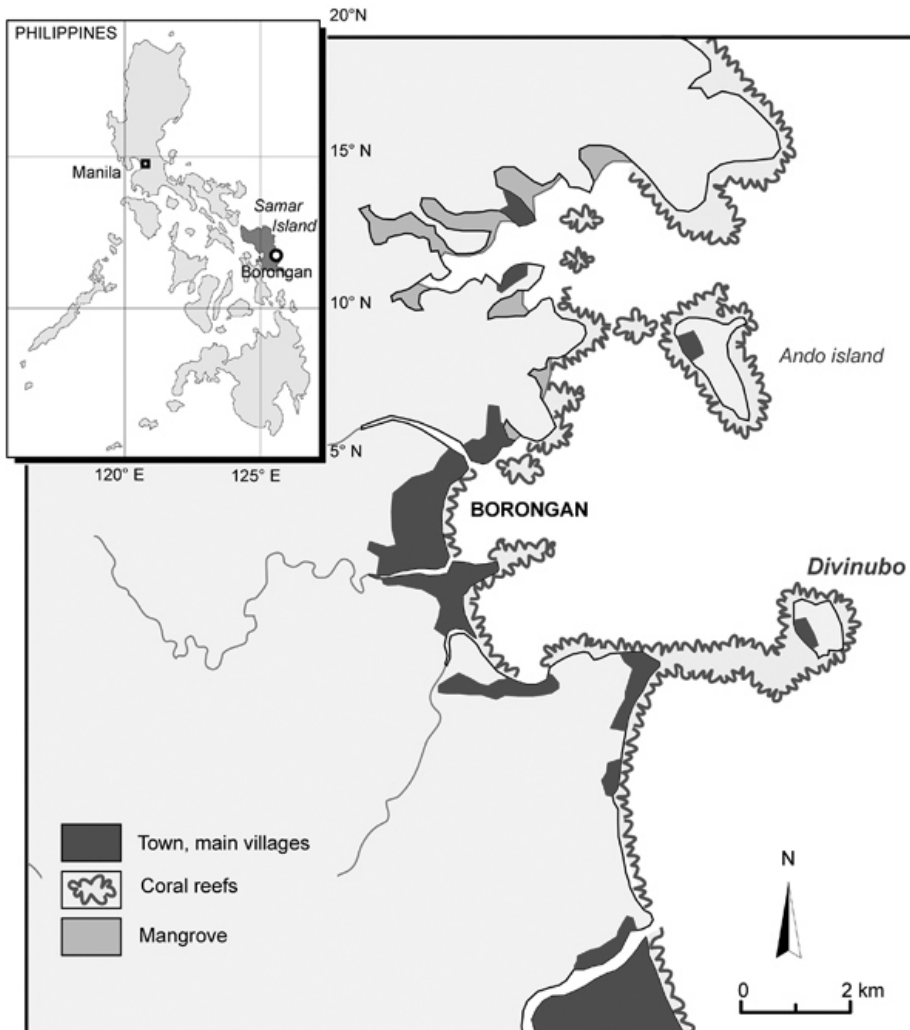 20°N
PHILIPPINES
15° N
Manila
Samar
Island
Borongan
10° N
Ando island
5° N
120° E
125° E
BORONGAN
Divinubo
Town, main villages
Coral reefs
Mangrove
N
0
2 km